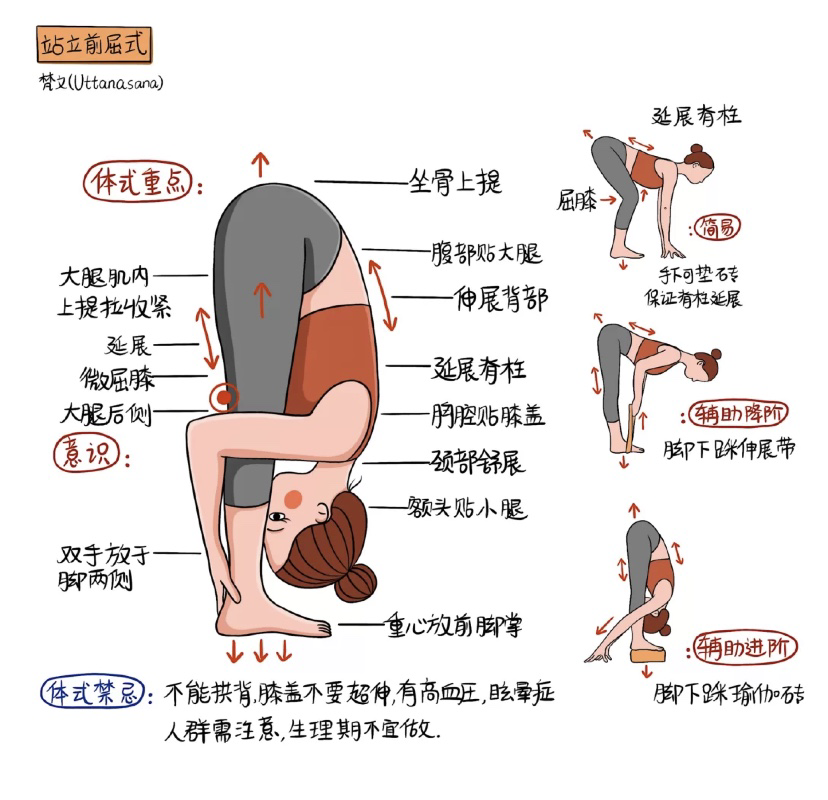 站立前屈式
梵文(Uttanasana)
体式重点:
坐骨上提
腹部贴大腿
伸展背部
延展脊柱
胸腔贴膝盖
颈部舒展
额头贴小腿
重心放前脚掌
大腿肌肉
上提拉收紧
延展
微屈膝
大腿后侧
意识:
双手放于
脚两侧
延展脊柱
屈膝
:简易
手下可垫砖
保证脊柱延展
:辅助降阶
脚下踩伸展带
:辅助进阶
脚下踩瑜伽砖
体式禁忌:不能拱背,膝盖不要超伸,有高血压,眩晕症
人群需注意,生理期不宜做.